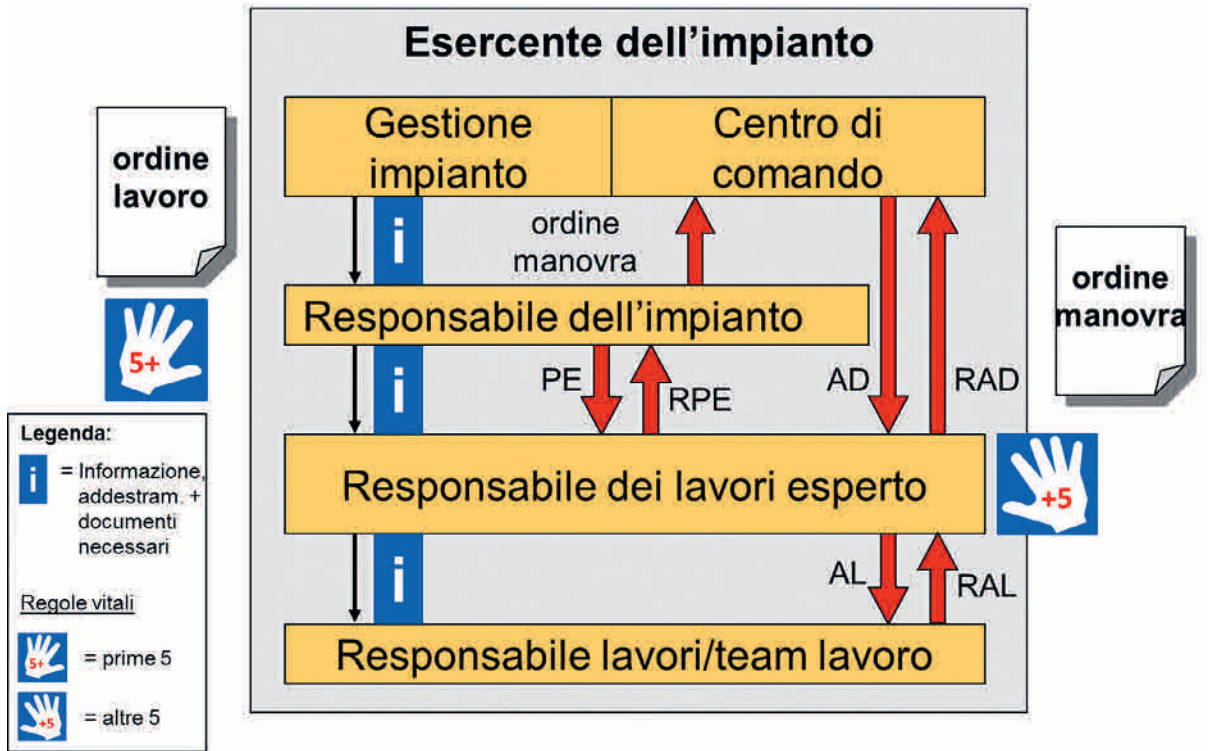 Esercente dell'impianto
ordine
lavoro
Gestione
impianto
Centro di
comando
i
ordine
manovra
ordine
manovra
Responsabile dell'impianto
5+
i
PE
RPE
AD
RAD
Responsabile dei lavori esperto
+5
i
AL
RAL
Responsabile lavori/team lavoro
Legenda:
i
= Informazione,
addestram. +
documenti
necessari
Regole vitali
5+
= prime 5
+5
= altre 5